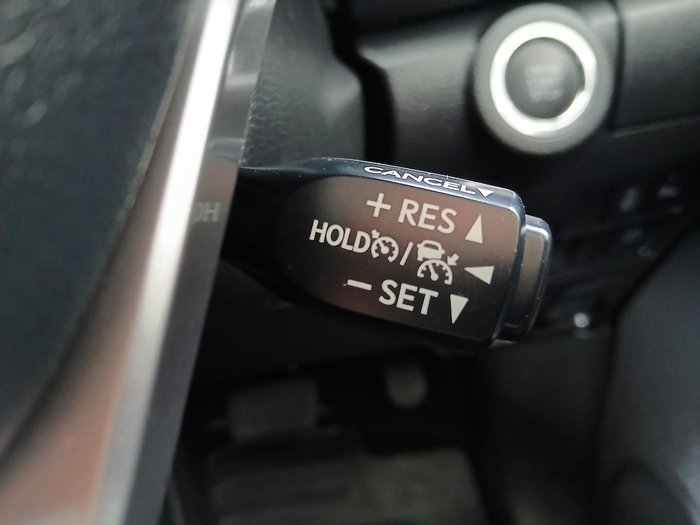 CANCEL▼
+ RES ▲
HOLD / ◀
− SET ▼